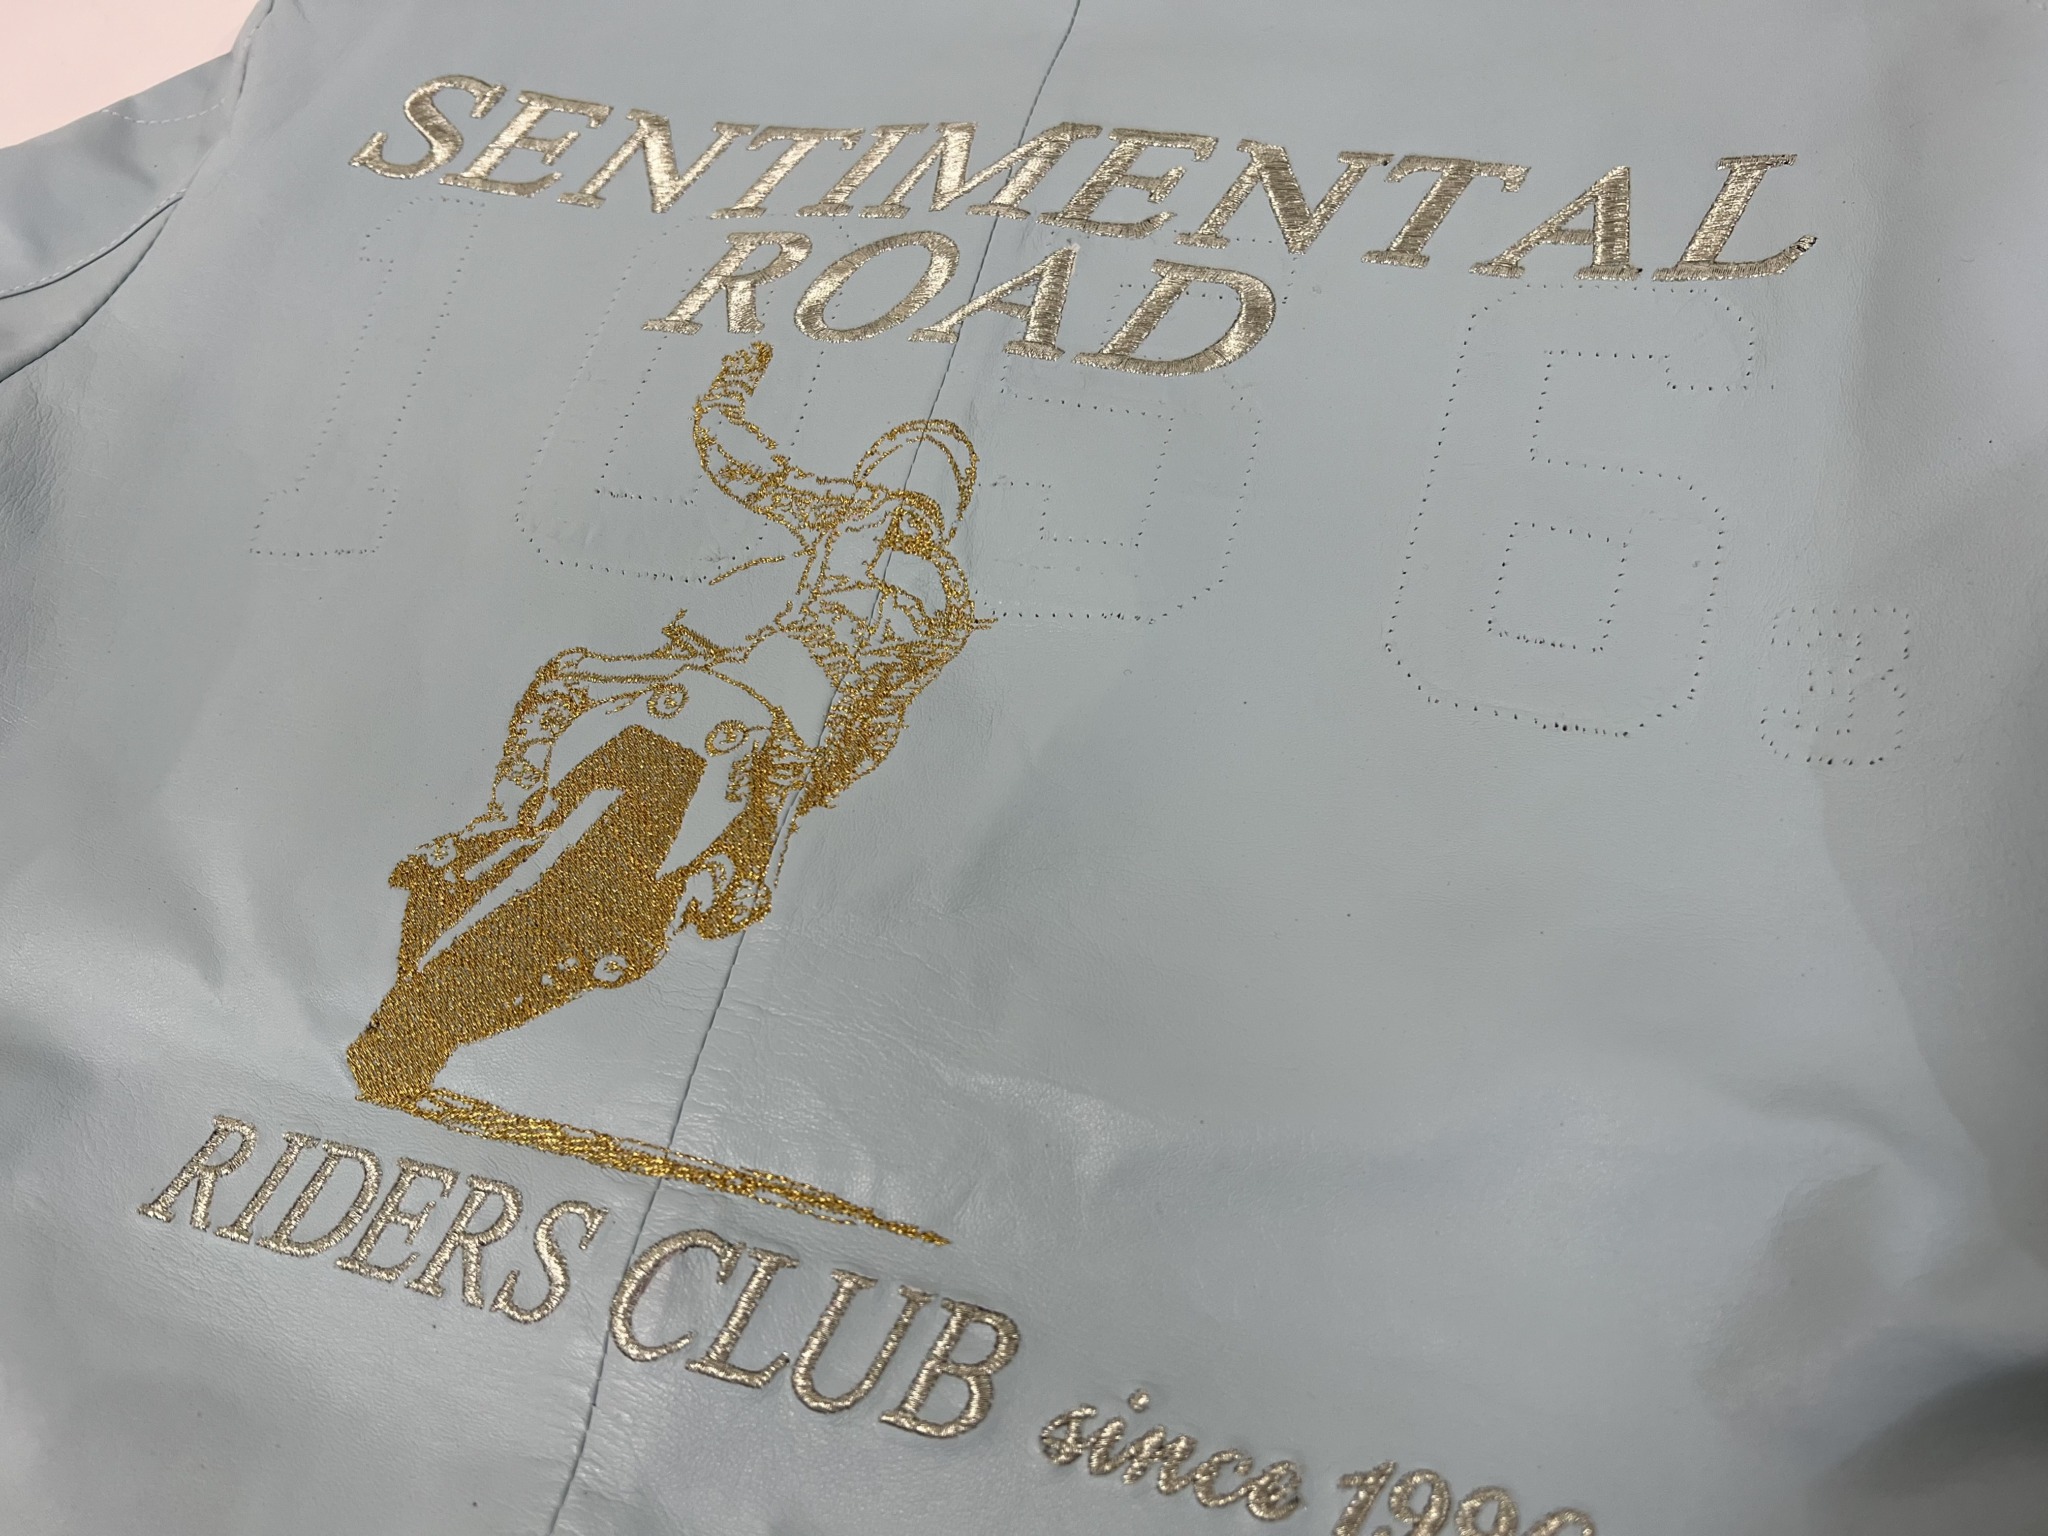 SENTIMENTAL
ROAD
RIDERS CLUB since